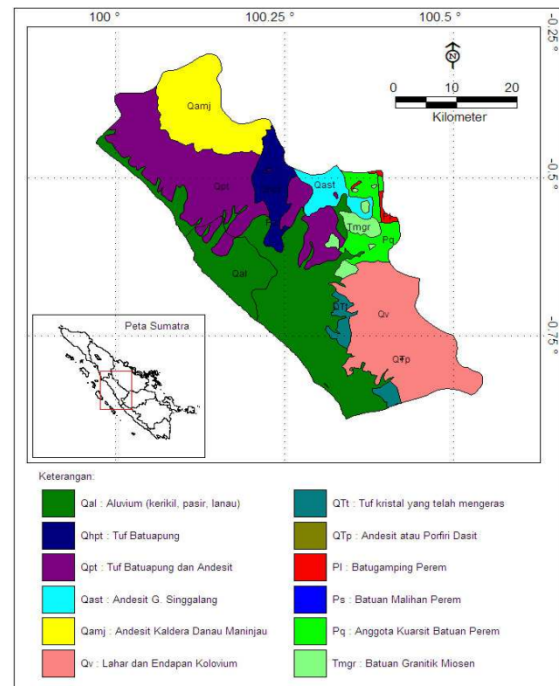 100 °
100.25 °
100.5 °
-0.25 °
N
0 10 20
Kilometer
Qamj
-0.5 °
Qpt
Qast
Tmgr
Pq
Qal
QTt
Qv
-0.75 °
QTp
Peta Sumatra
Keterangan:
Qal : Aluvium (kerikil, pasir, lanau)
Qhpt : Tuf Batuapung
Qpt : Tuf Batuapung dan Andesit
Qast : Andesit G. Singgalang
Qamj : Andesit Kaldera Danau Maninjau
Qv : Lahar dan Endapan Kolovium
QTt : Tuf kristal yang telah mengeras
QTp : Andesit atau Porfiri Dasit
Pl : Batugamping Perem
Ps : Batuan Malihan Perem
Pq : Anggota Kuarsit Batuan Perem
Tmgr : Batuan Granitik Miosen